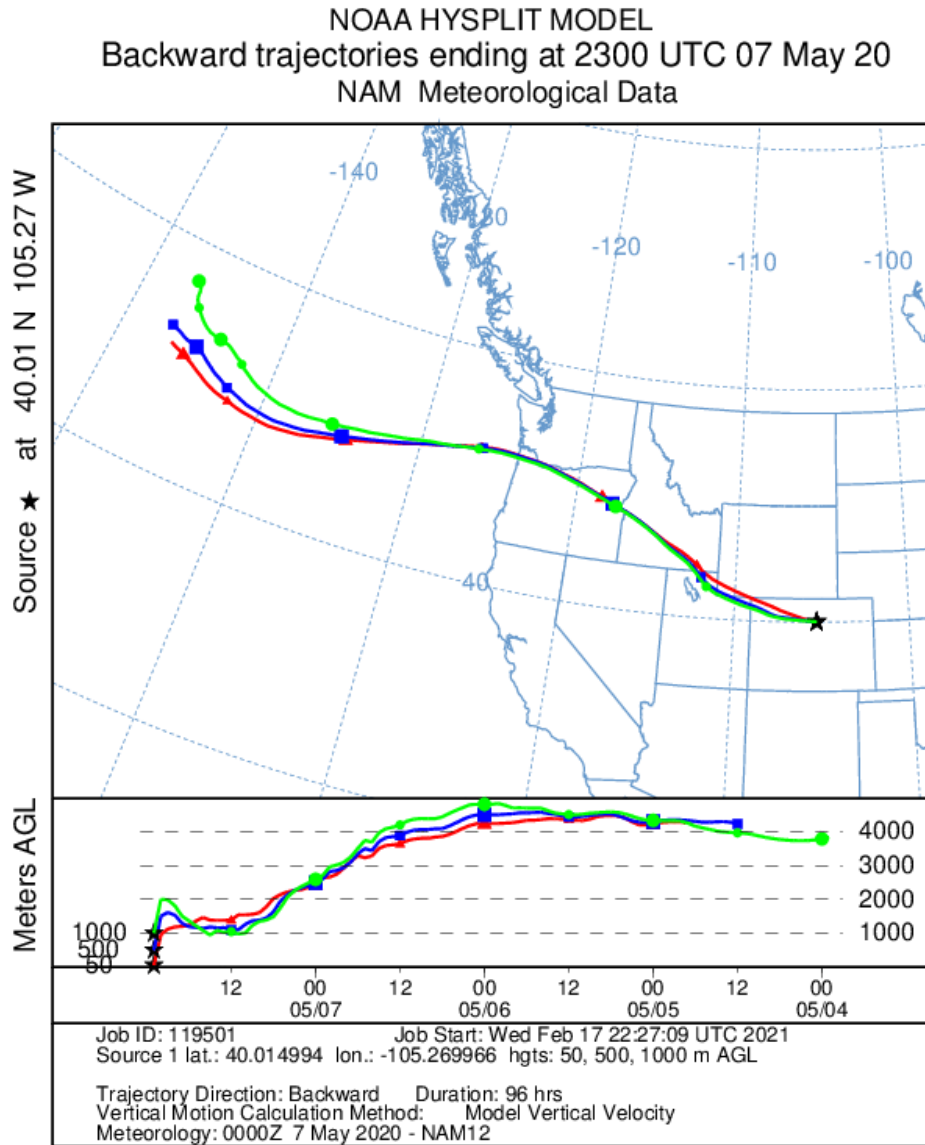 NOAA HYSPLIT MODEL
Backward trajectories ending at 2300 UTC 07 May 20
NAM Meteorological Data
Source ★ at 40.01 N 105.27 W
-140
-120
-110
-100
40
Meters AGL
4000
3000
2000
1000
1000
500
50
12 00 12 00 12 00 12 00
05/07 05/06 05/05 05/04
Job ID: 119501 Job Start: Wed Feb 17 22:27:09 UTC 2021
Source 1 lat.: 40.014994 lon.: -105.269966 hgts: 50, 500, 1000 m AGL
Trajectory Direction: Backward Duration: 96 hrs
Vertical Motion Calculation Method: Model Vertical Velocity
Meteorology: 0000Z 7 May 2020 - NAM12